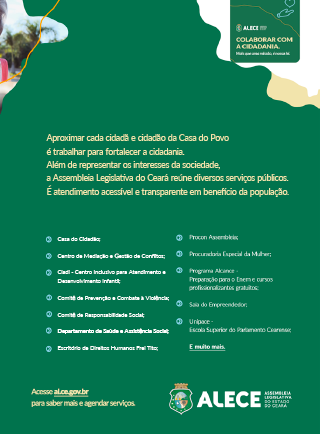 ALECE
COLABORAR COM
A CIDADANIA.
Mais que uma missão, é nosso lar.
Aproximar cada cidadã e cidadão da Casa do Povo
é trabalhar para fortalecer a cidadania.
Além de representar os interesses da sociedade,
a Assembleia Legislativa do Ceará reúne diversos serviços públicos.
É atendimento acessível e transparente em benefício da população.
Casa do Cidadão;
Centro de Mediação e Gestão de Conflitos;
Ciadi - Centro Inclusivo para Atendimento e
Desenvolvimento Infantil;
Comitê de Prevenção e Combate à Violência;
Comitê de Responsabilidade Social;
Departamento de Saúde e Assistência Social;
Escritório de Direitos Humanos Frei Tito;
Procon Assembleia;
Procuradoria Especial da Mulher;
Programa Alcance -
Preparação para o Enem e cursos
profissionalizantes gratuitos;
Sala do Empreendedor;
Unipace -
Escola Superior do Parlamento Cearense;
E muito mais.
Acesse al.ce.gov.br
para saber mais e agendar serviços.
ALECE
ASSEMBLEIA
LEGISLATIVA
DO ESTADO
DO CEARÁ